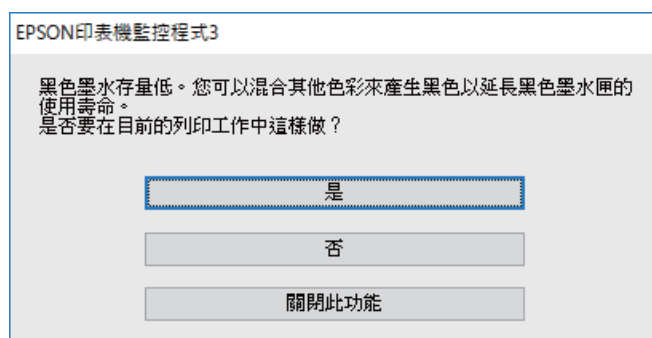 EPSON印表機監控程式3
黑色墨水存量低。您可以混合其他色彩來產生黑色以延長黑色墨水匣的
使用壽命。
是否要在目前的列印工作中這樣做？
是
否
關閉此功能